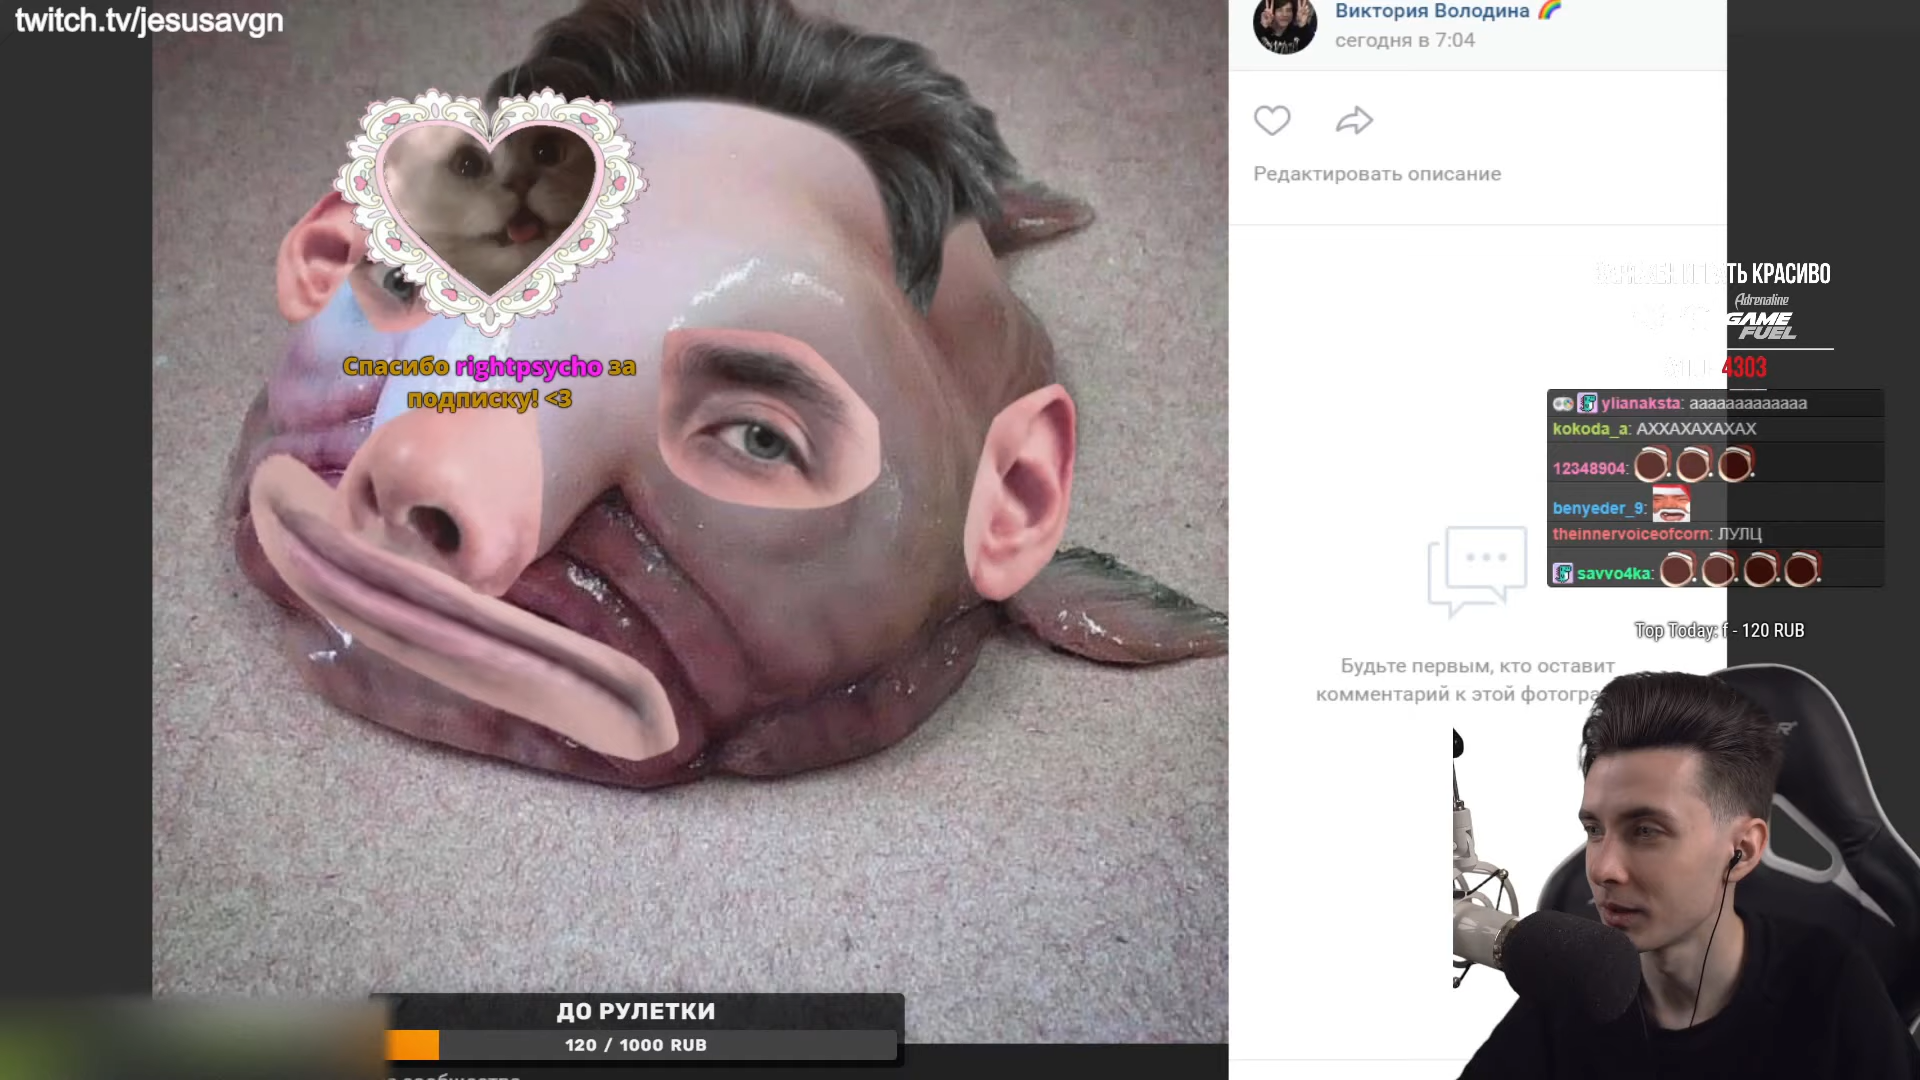 twitch.tv/jesusavgn
Виктория Володина
сегодня в 7:04
Редактировать описание
ТЬ КРАСИВО
Adrenaline
GAME
FUEL
4303
ylianaksta: aaaaaaaaaaaaa
kokoda_a: АХХАХАХАХАХ
12348904:
benyeder_9:
theinnervoiceofcorn: ЛУЛЦ
savvo4ka:
Top Today: f - 120 RUB
Спасибо rightpsycho за
подписку! <3
Будьте первым, кто оставит
комментарий к этой
ДО РУЛЕТКИ
120 / 1000 RUB